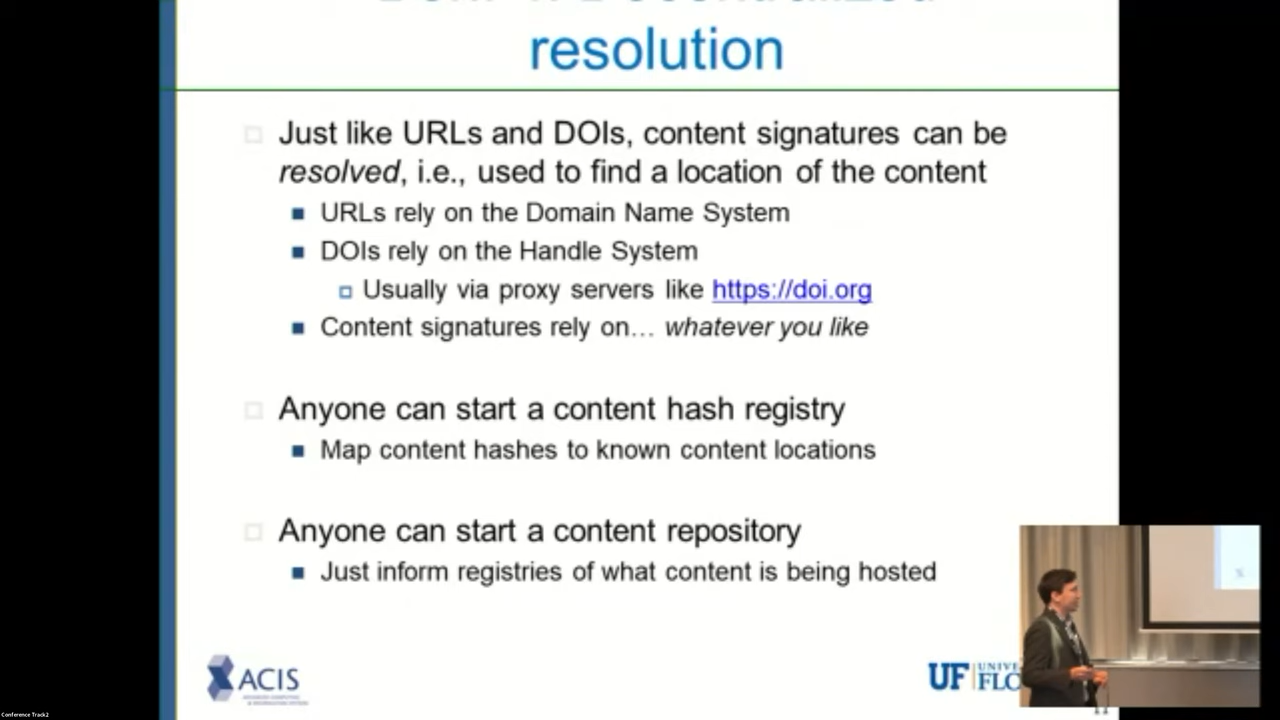 resolution
Just like URLs and DOIs, content signatures can be
resolved, i.e., used to find a location of the content
URLs rely on the Domain Name System
DOIs rely on the Handle System
Usually via proxy servers like https://doi.org
Content signatures rely on... whatever you like
Anyone can start a content hash registry
Map content hashes to known content locations
Anyone can start a content repository
Just inform registries of what content is being hosted
ACIS
UF
Conference Track2